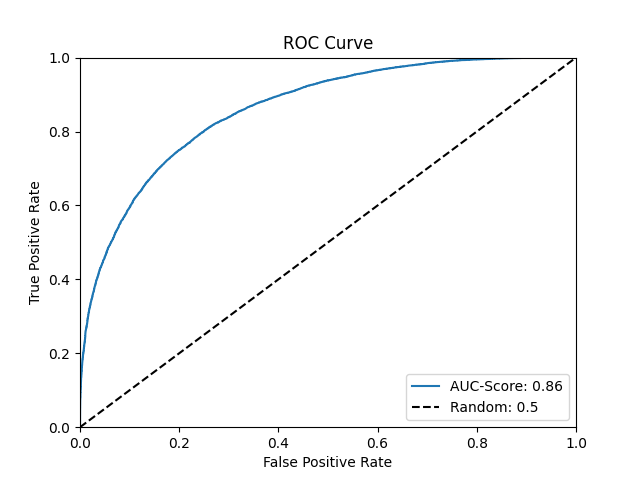 ROC Curve
1.0
0.8
0.6
0.4
0.2
0.0
True Positive Rate
AUC-Score: 0.86
Random: 0.5
0.0 0.2 0.4 0.6 0.8 1.0
False Positive Rate